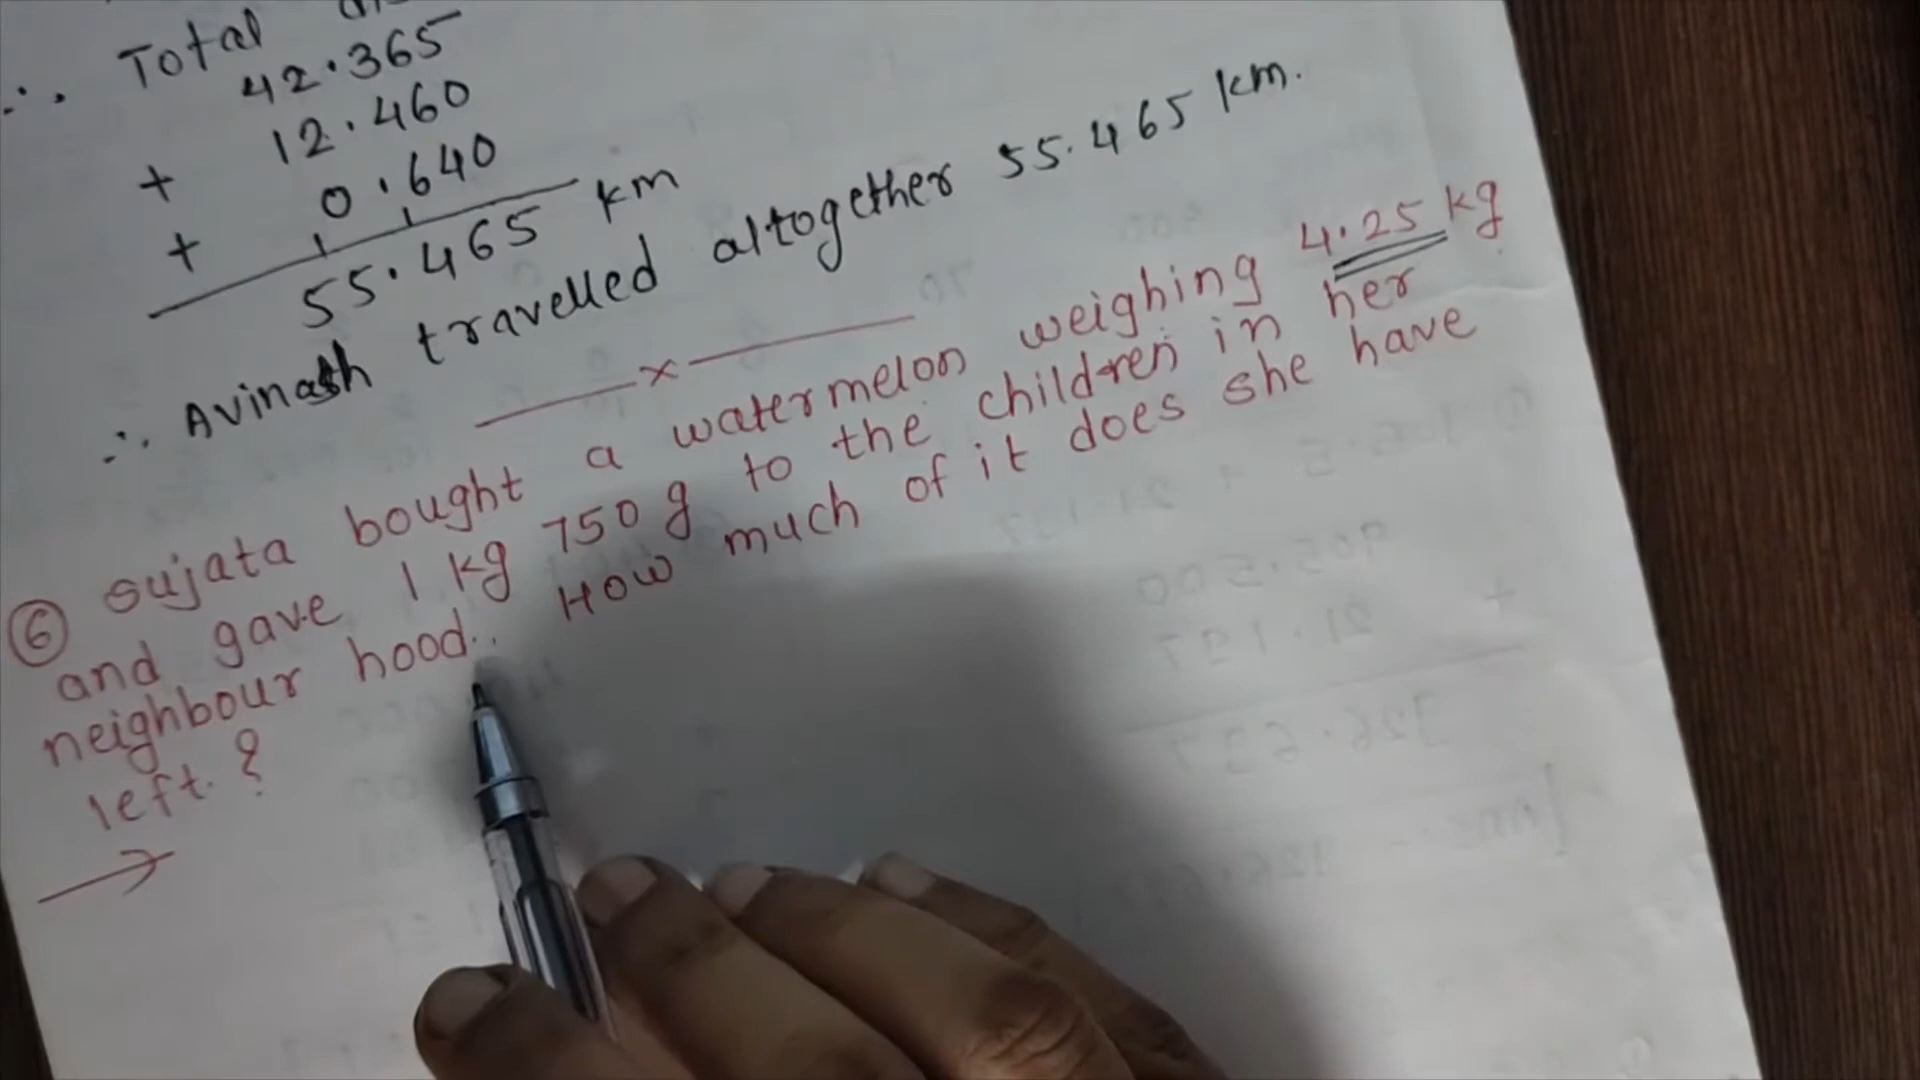 ∴ Total
42.365
+ 12.460
+ 0.640
55.465 km
∴ Avinash travelled altogether 55.465 km.
x
⑥ sujata bought a watermelon weighing 4.25 kg
and gave 1 kg 750 g to the children in her
neighbour hood. How much of it does she have
left. ?